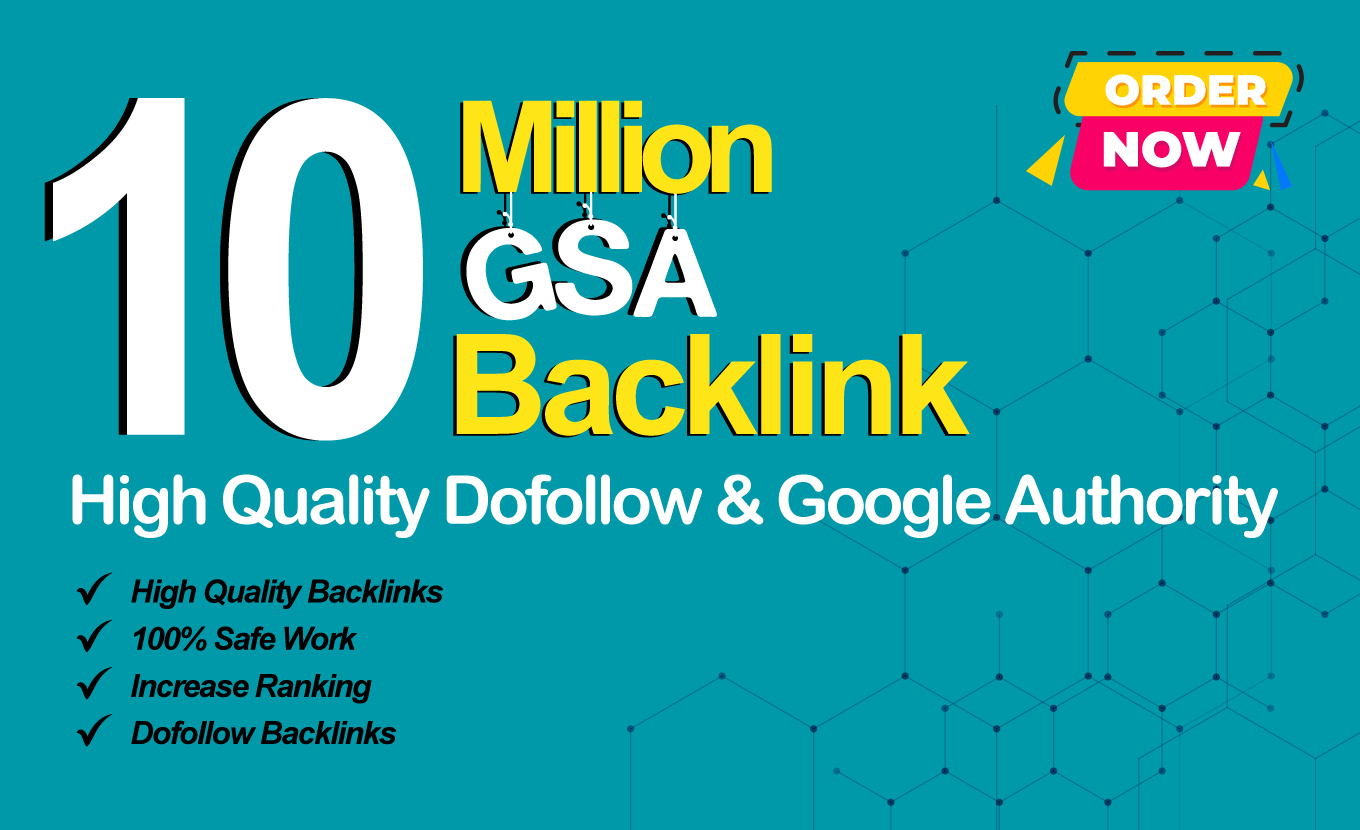 10
Million
GSA
Backlink
ORDER
NOW
High Quality Dofollow & Google Authority
High Quality Backlinks
100% Safe Work
Increase Ranking
Dofollow Backlinks